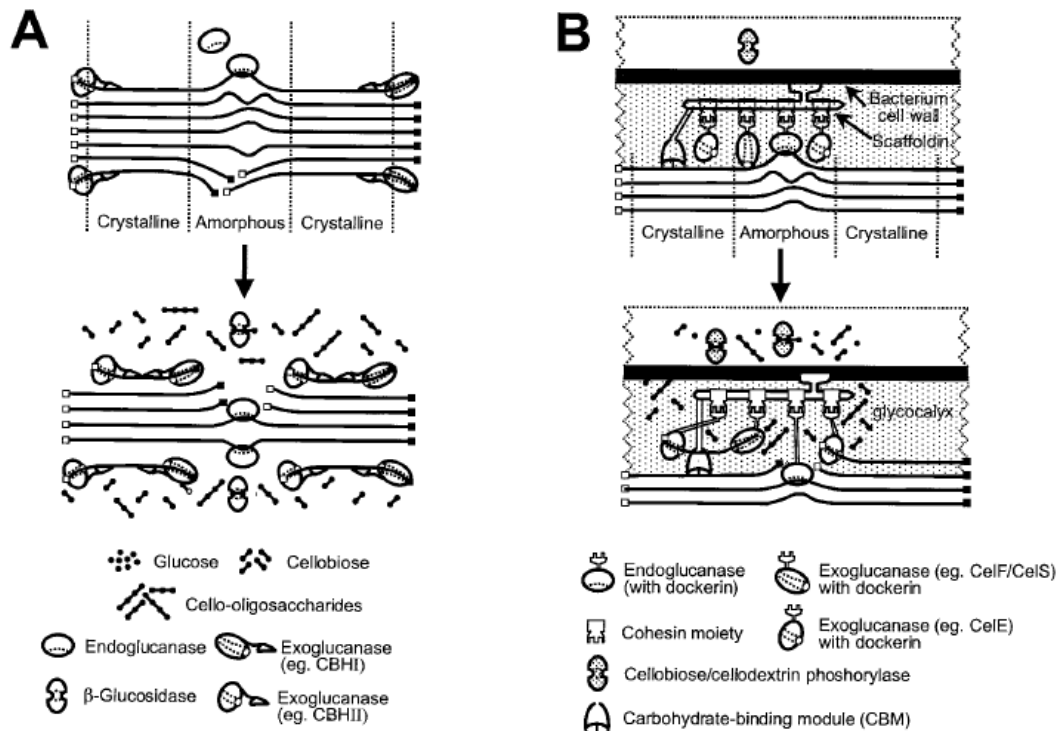 A
Crystalline
Amorphous
Crystalline
Glucose
Cellobiose
Cello-oligosaccharides
Endoglucanase
Exoglucanase
(eg. CBHI)
β-Glucosidase
Exoglucanase
(eg. CBHII)
B
Bacterium
cell wall
Scaffoldin
Crystalline
Amorphous
Crystalline
glycocalyx
Endoglucanase
(with dockerin)
Exoglucanase (eg. CelF/CelS)
with dockerin
Cohesin moiety
Exoglucanase (eg. CelE)
with dockerin
Cellobiose/cellodextrin phoshorylase
Carbohydrate-binding module (CBM)